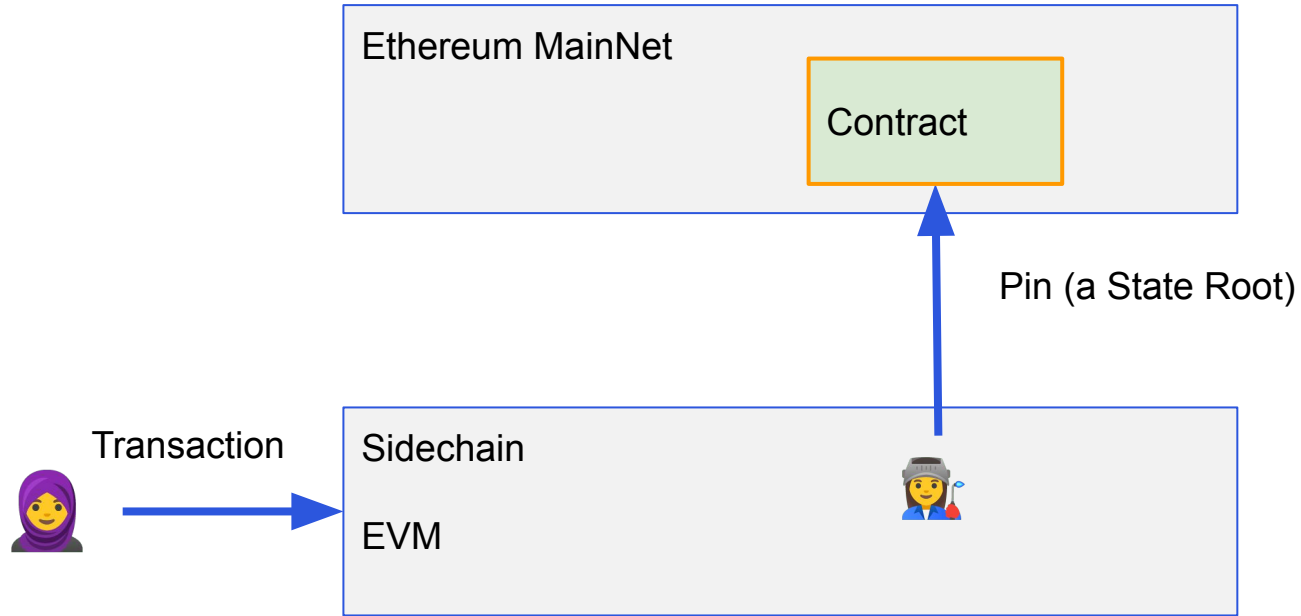 Ethereum MainNet
Contract
Pin (a State Root)
Transaction
Sidechain
EVM